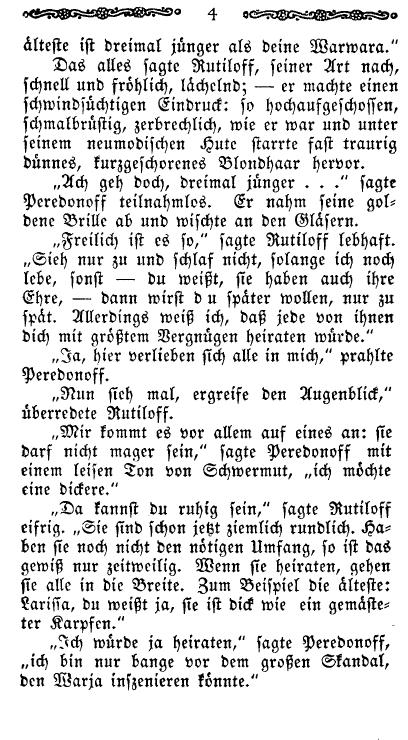 4
älteste ist dreimal jünger als deine Warwara.“
Das alles sagte Rutiloff, seiner Art nach,
schnell und fröhlich, lächelnd; — er machte einen
schwindsüchtigen Eindruck: so hochaufgeschossen,
schmalbrüstig, zerbrechlich, wie er war und unter
seinem neumodischen Hute starrte fast traurig
dünnes, kurzgeschorenes Blondhaar hervor.
„Ach geh doch, dreimal jünger . . .“ sagte
Peredonoff teilnahmlos. Er nahm seine gol-
dene Brille ab und wischte an den Gläsern.
„Freilich ist es so,“ sagte Rutiloff lebhaft.
„Sieh nur zu und schlaf nicht, solange ich noch
lebe, sonst — du weißt, sie haben auch ihre
Ehre, — dann wirst du später wollen, nur zu
spät. Allerdings weiß ich, daß jede von ihnen
dich mit größtem Vergnügen heiraten würde.“
„Ja, hier verlieben sich alle in mich,“ prahlte
Peredonoff.
„Nun sieh mal, ergreife den Augenblick,“
überredete Rutiloff.
„Mir kommt es vor allem auf eines an: sie
darf nicht mager sein,“ sagte Peredonoff mit
einem leisen Ton von Schwermut, „ich möchte
eine dickere.“
„Da kannst du ruhig sein,“ sagte Rutiloff
eifrig. „Sie sind schon jetzt ziemlich rundlich. Ha-
ben sie noch nicht den nötigen Umfang, so ist das
gewiß nur zeitweilig. Wenn sie heiraten, gehen
sie alle in die Breite. Zum Beispiel die älteste:
Larissa, du weißt ja, sie ist dick wie ein gemäste-
ter Karpfen.“
„Ich würde ja heiraten,“ sagte Peredonoff,
„ich bin nur bange vor dem großen Skandal,
den Warja inszenieren könnte.“